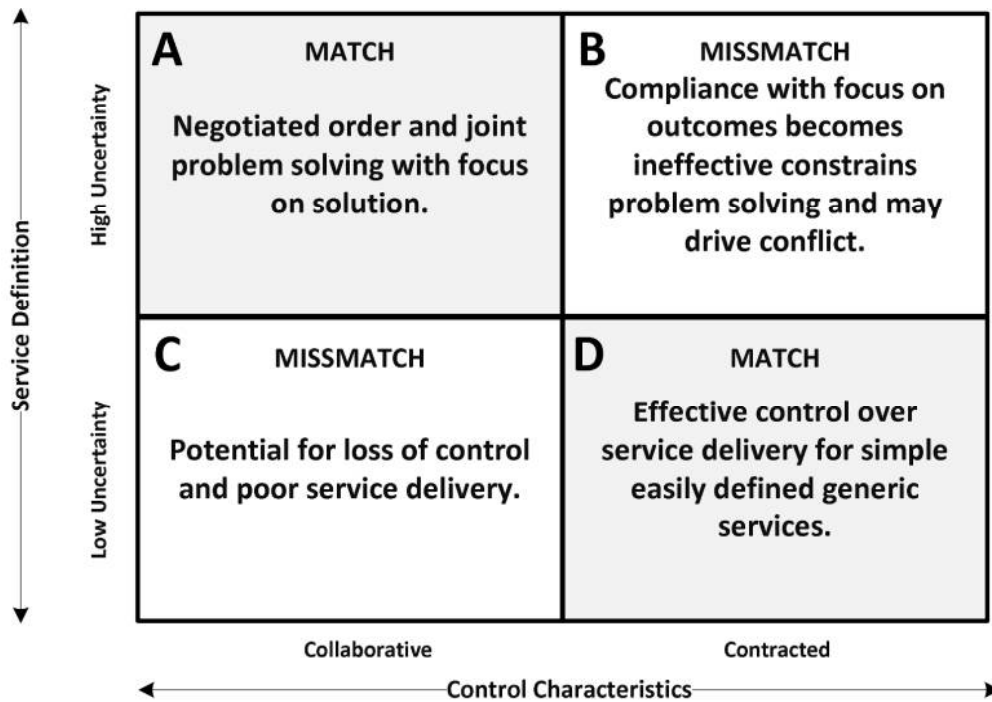 A
MATCH
Negotiated order and joint
problem solving with focus
on solution.
B
MISSMATCH
Compliance with focus on
outcomes becomes
ineffective constrains
problem solving and may
drive conflict.
C
MISSMATCH
Potential for loss of control
and poor service delivery.
D
MATCH
Effective control over
service delivery for simple
easily defined generic
services.
Service Definition
High Uncertainty
Low Uncertainty
Collaborative
Contracted
Control Characteristics